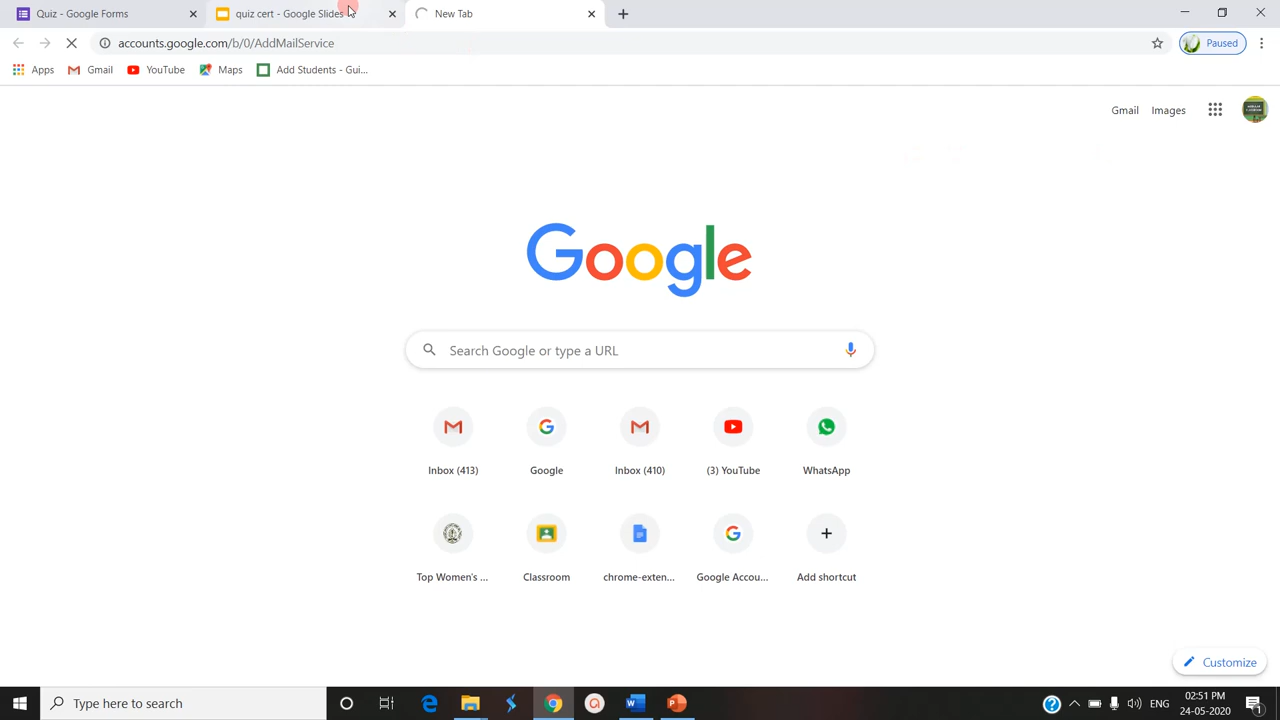 Quiz - Google Forms
quiz cert - Google Slides
New Tab
accounts.google.com/b/0/AddMailService
Paused
Apps
Gmail
YouTube
Maps
Add Students - Gui...
Gmail
Images
Google
Search Google or type a URL
Inbox (413)
Google
Inbox (410)
(3) YouTube
WhatsApp
Top Women's ...
Classroom
chrome-exten...
Google Accou...
Add shortcut
Customize
Type here to search
ENG
02:51 PM
24-05-2020